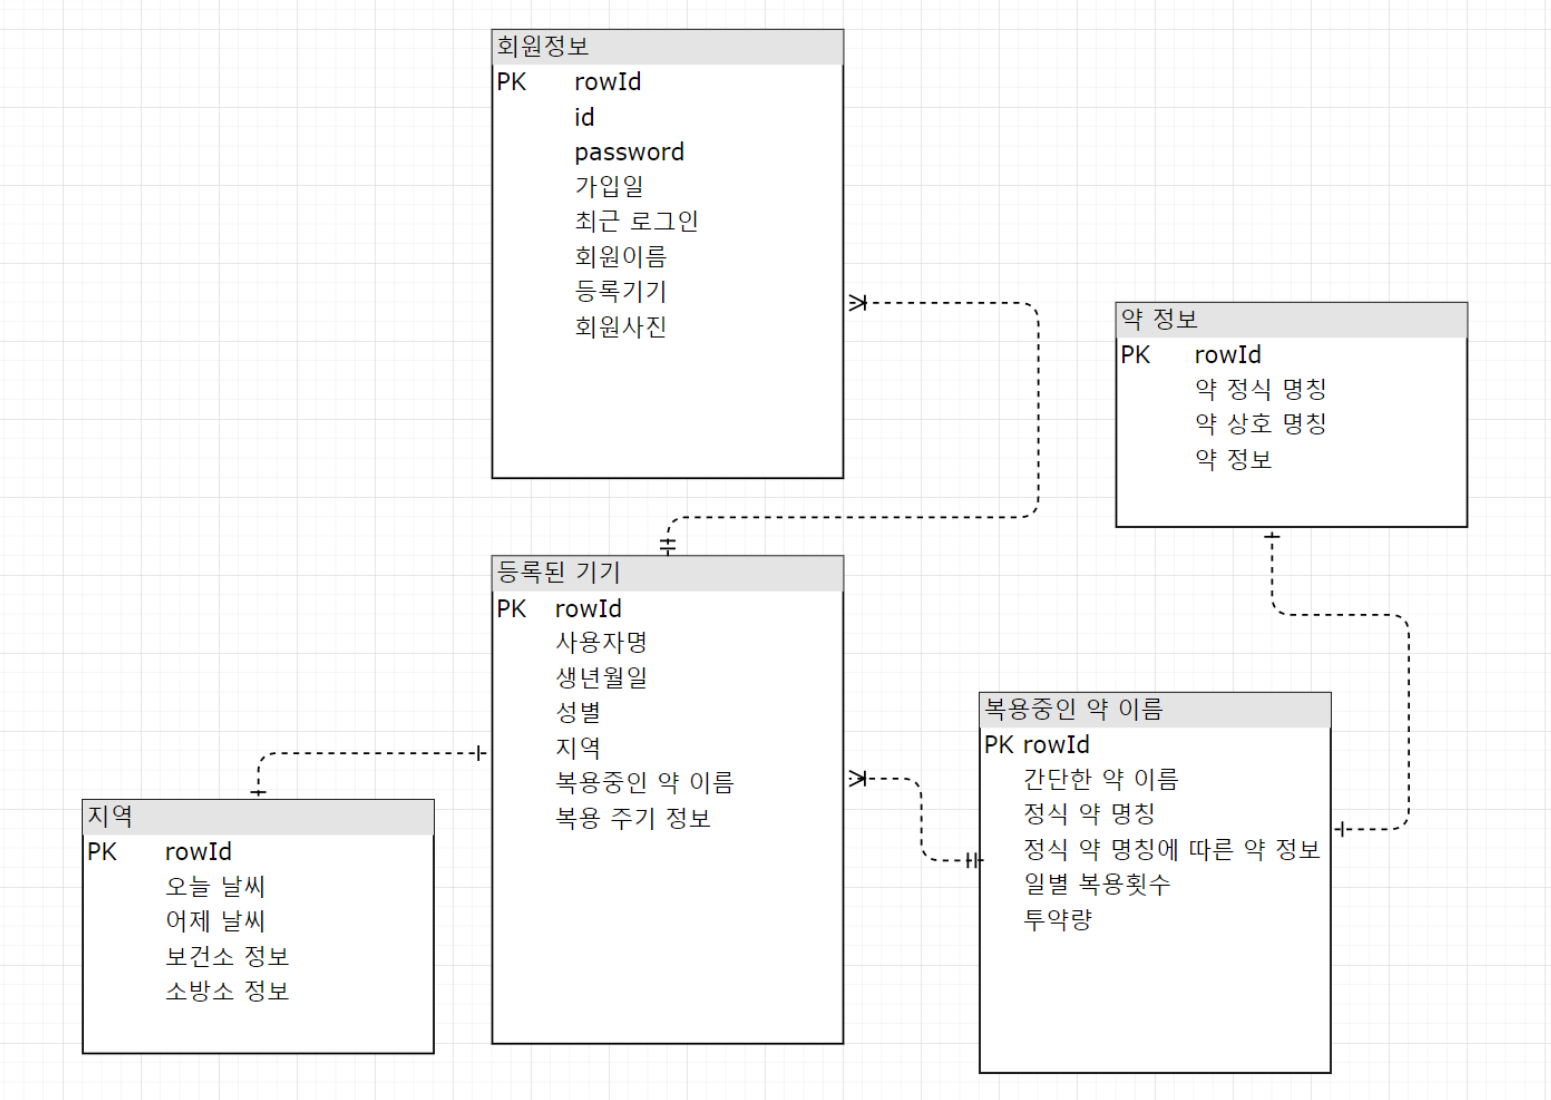 회원정보
PK rowId
id
password
가입일
최근 로그인
회원이름
등록기기
회원사진
약 정보
PK rowId
약 정식 명칭
약 상호 명칭
약 정보
등록된 기기
PK rowId
사용자명
생년월일
성별
지역
복용중인 약 이름
복용 주기 정보
복용중인 약 이름
PK rowId
간단한 약 이름
정식 약 명칭
정식 약 명칭에 따른 약 정보
일별 복용횟수
투약량
지역
PK rowId
오늘 날씨
어제 날씨
보건소 정보
소방소 정보